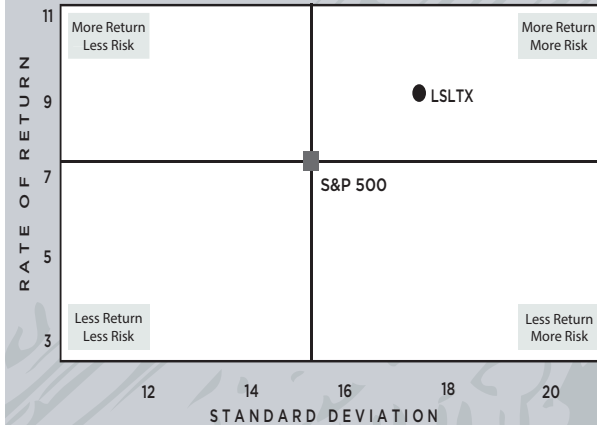 11
More Return
Less Risk
More Return
More Risk
RATE OF RETURN
9
LSLTX
7
S&P 500
5
Less Return
Less Risk
Less Return
More Risk
3
12 14 16 18 20
STANDARD DEVIATION